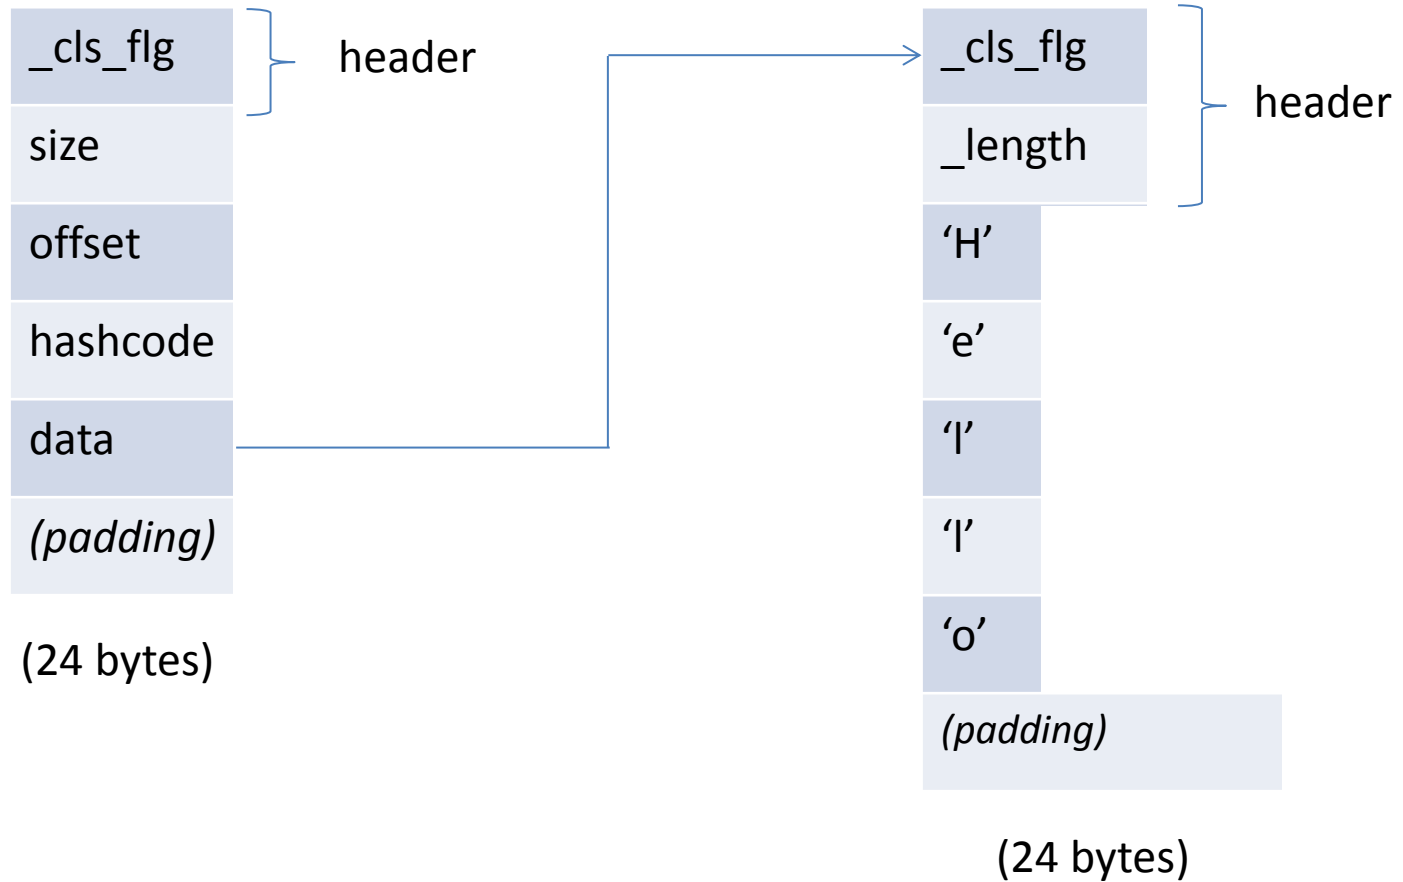 _cls_flg
size
offset
hashcode
data
(padding)
(24 bytes)
header
_cls_flg
_length
‘H’
‘e’
‘l’
‘l’
‘o’
(padding)
(24 bytes)
header